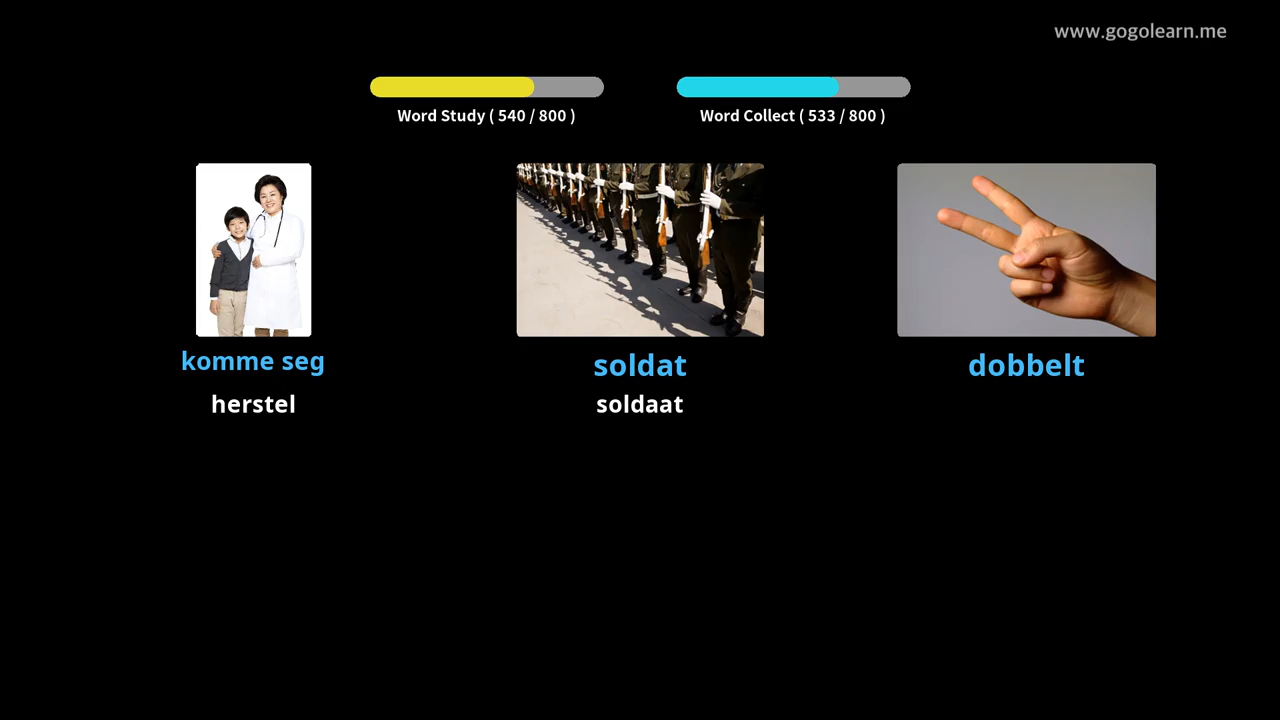 www.gogolearn.me
Word Study ( 540 / 800 )
Word Collect ( 533 / 800 )
komme seg
soldat
dobbelt
herstel
soldaat